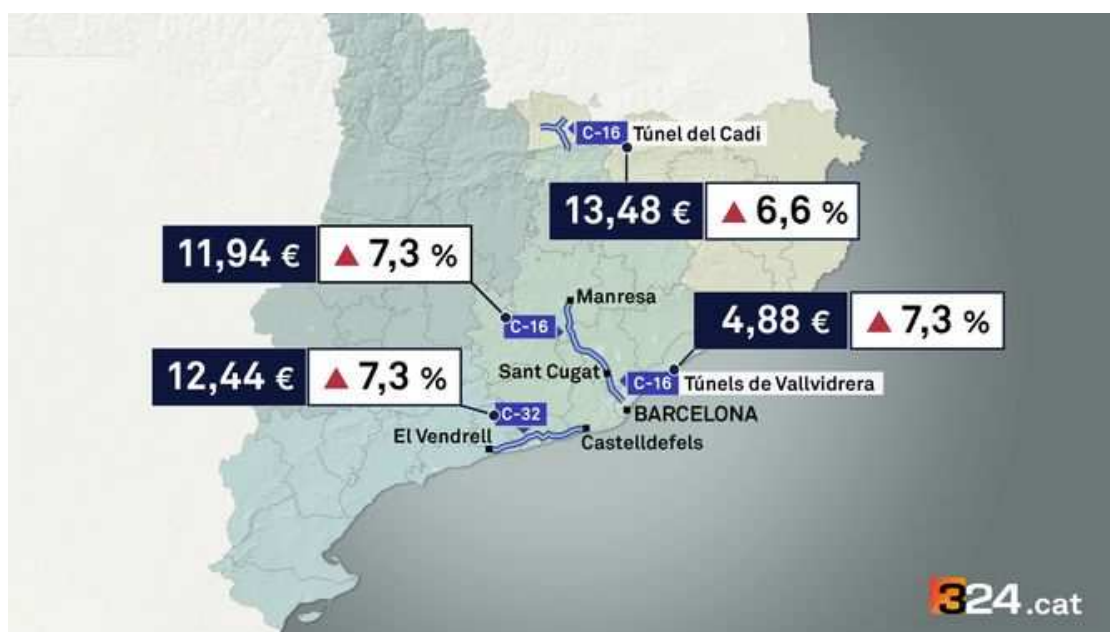 C-16 Túnel del Cadí
13,48 € ▲ 6,6 %
11,94 € ▲ 7,3 %
Manresa
C-16
4,88 € ▲ 7,3 %
12,44 € ▲ 7,3 %
Sant Cugat
C-16 Túnels de Vallvidrera
C-32
BARCELONA
El Vendrell
Castelldefels
324.cat